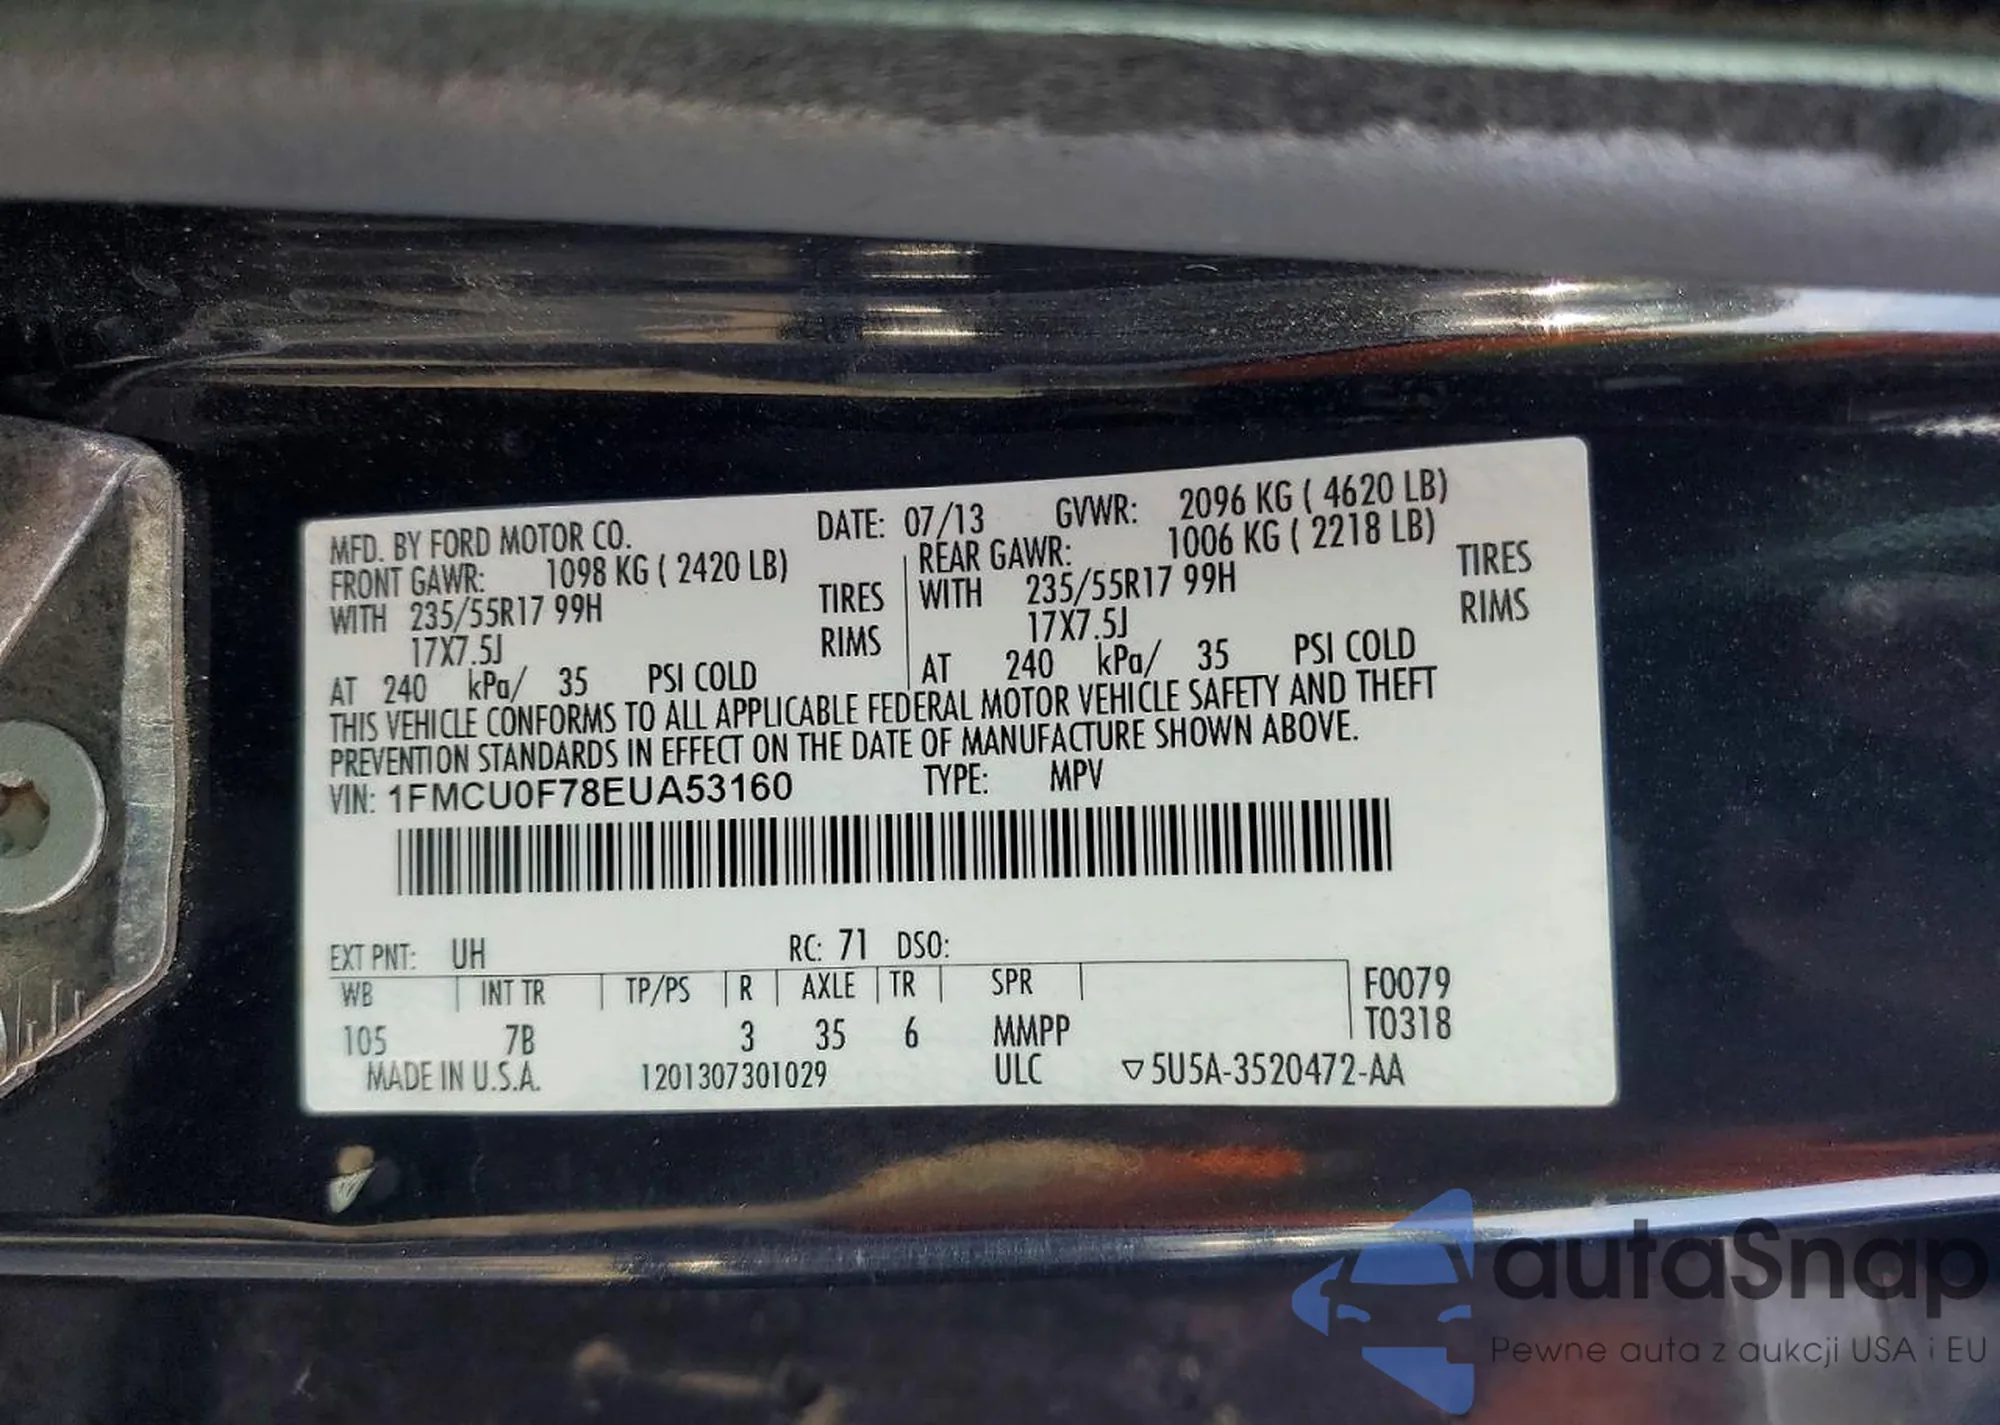 MFD. BY FORD MOTOR CO. DATE: 07/13 GVWR: 2096 KG ( 4620 LB)
FRONT GAWR: 1098 KG ( 2420 LB) REAR GAWR: 1006 KG ( 2218 LB)
WITH 235/55R17 99H TIRES WITH 235/55R17 99H TIRES
17X7.5J RIMS 17X7.5J RIMS
AT 240 kPa/ 35 PSI COLD AT 240 kPa/ 35 PSI COLD
THIS VEHICLE CONFORMS TO ALL APPLICABLE FEDERAL MOTOR VEHICLE SAFETY AND THEFT
PREVENTION STANDARDS IN EFFECT ON THE DATE OF MANUFACTURE SHOWN ABOVE.
VIN: 1FMCU0F78EUA53160 TYPE: MPV
EXT PNT: UH RC: 71 DSO:
WB INT TR TP/PS R AXLE TR SPR F0079
105 7B 3 35 6 MMPP T0318
MADE IN U.S.A. 1201307301029 ULC ▽5U5A-3520472-AA
autaSnap
Pewne auta z aukcji USA i EU